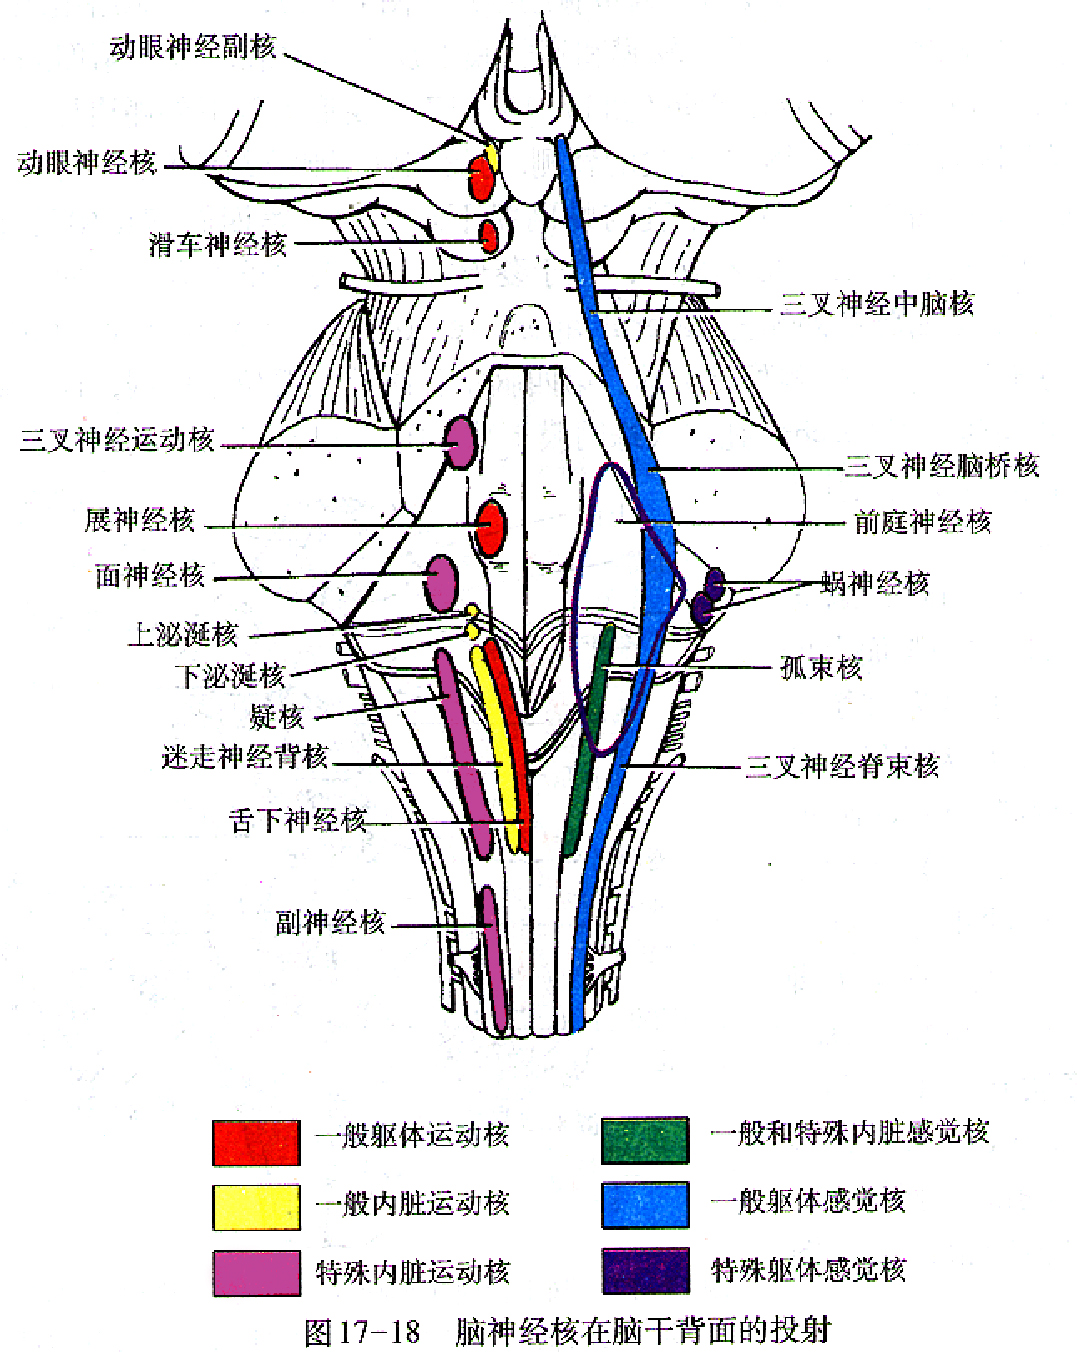 动眼神经副核
动眼神经核
滑车神经核
三叉神经中脑核
三叉神经运动核
三叉神经脑桥核
展神经核
前庭神经核
面神经核
蜗神经核
上泌涎核
下泌涎核
孤束核
疑核
迷走神经背核
三叉神经脊束核
舌下神经核
副神经核
一般躯体运动核
一般和特殊内脏感觉核
一般内脏运动核
一般躯体感觉核
特殊内脏运动核
特殊躯体感觉核
图17-18 脑神经核在脑干背面的投射